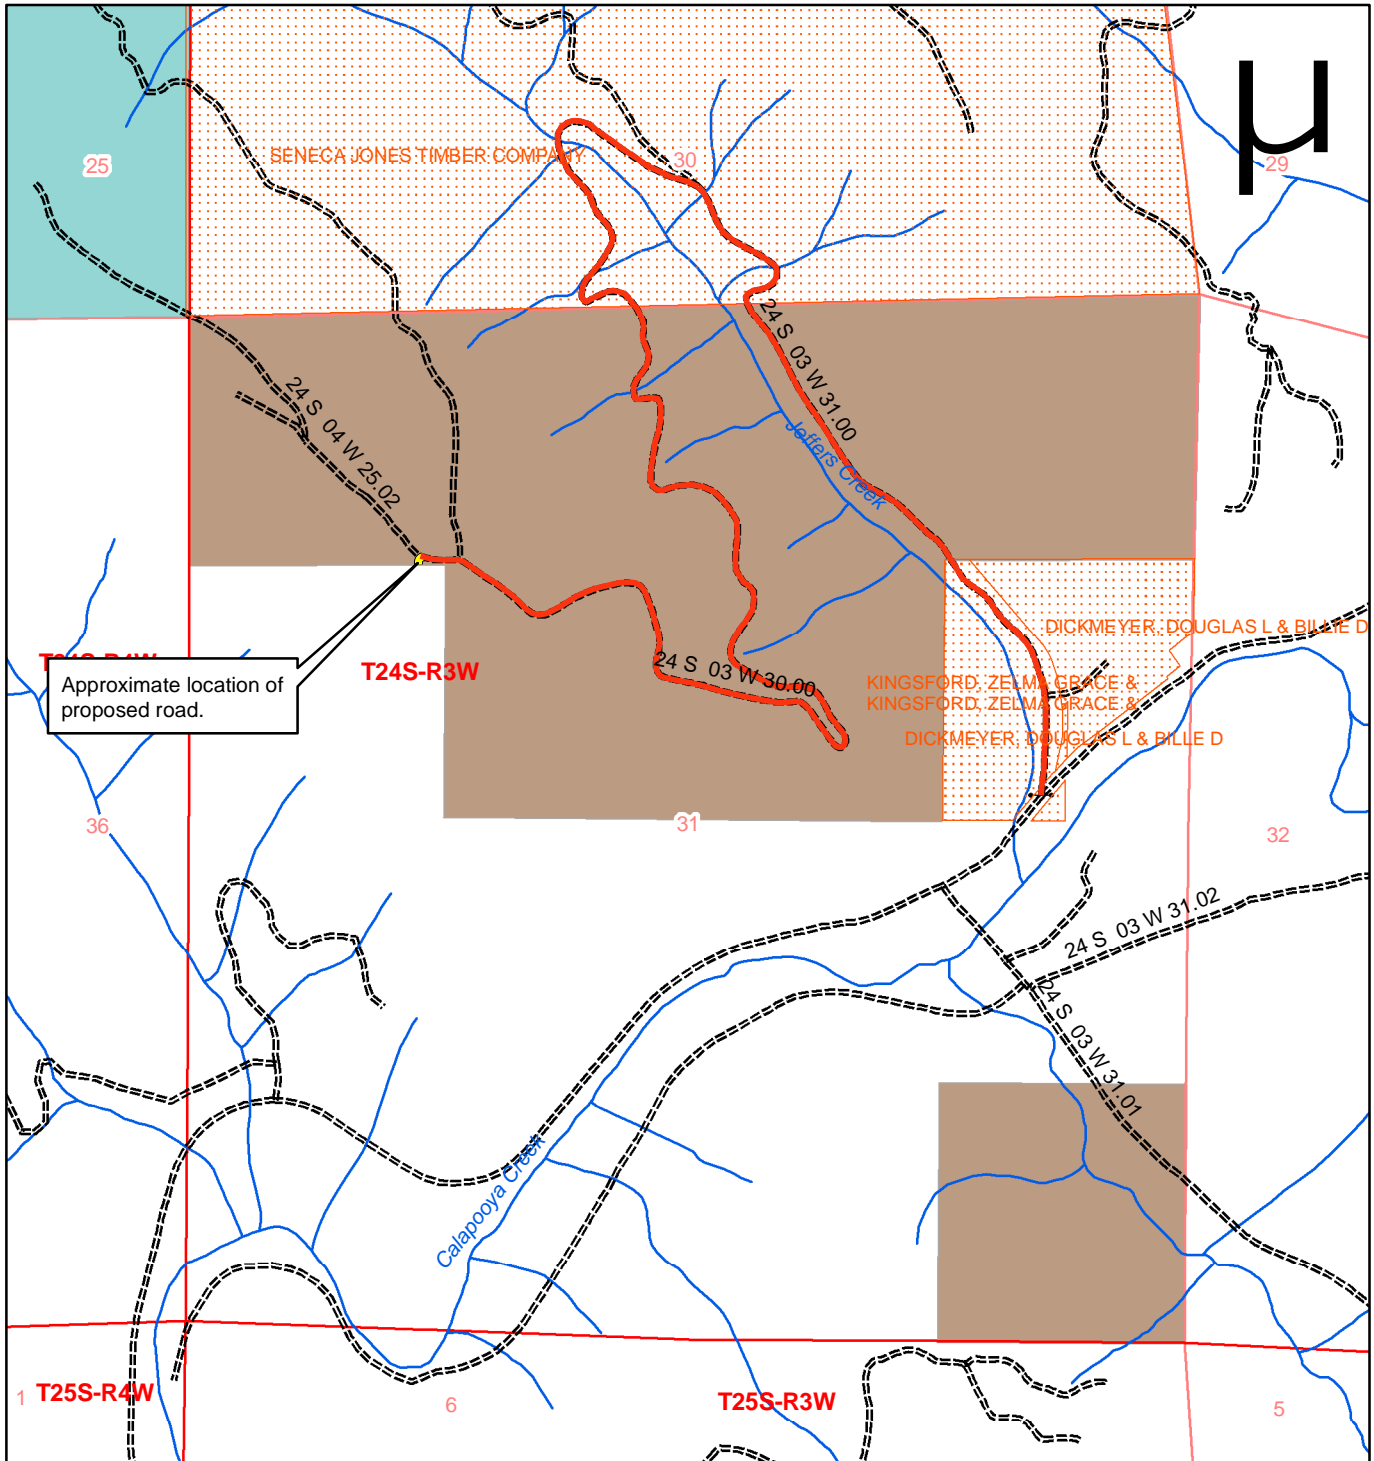 µ
25
SENECA JONES TIMBER COMPANY
30
29
24 S 03 W 31.00
24 S 04 W 25.02
Jeffers Creek
DICKMEYER, DOUGLAS L & BILLIE D
T24S-R3W
24 S 03 W 30.00
Approximate location of
proposed road.
KINGSFORD, ZELMA GRACE &
KINGSFORD, ZELMA GRACE &
DICKMEYER, DOUGLAS L & BILLE D
36
31
32
24 S 03 W 31.02
24 S 03 W 31.01
Calapooya Creek
1
T25S-R4W
6
T25S-R3W
5